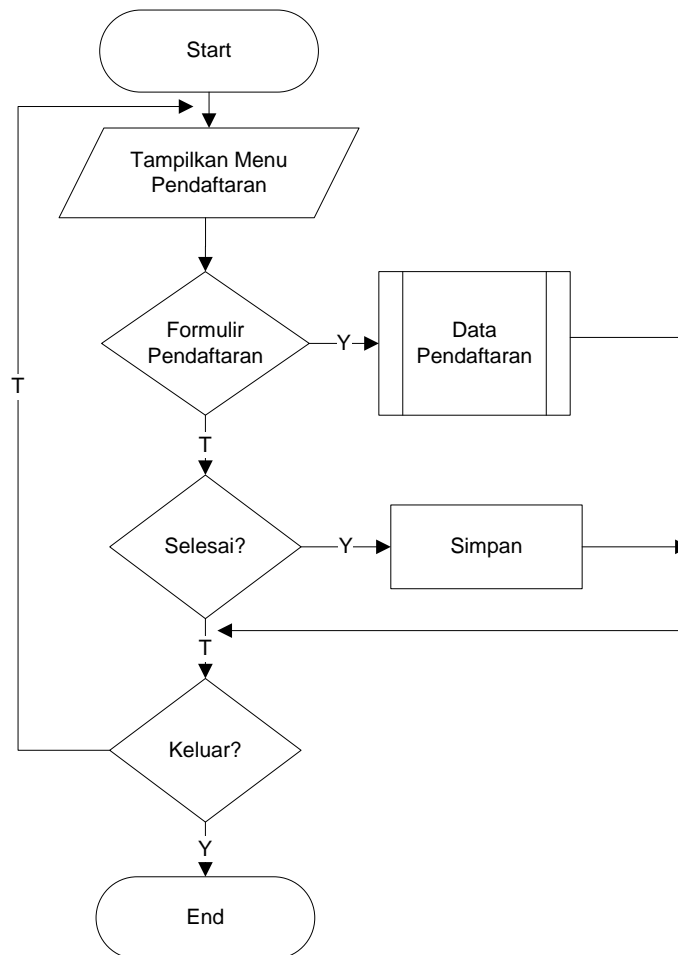 Start
Tampilkan Menu
Pendaftaran
Formulir
Pendaftaran
Y
Data
Pendaftaran
T
T
Selesai?
Y
Simpan
T
Keluar?
Y
End